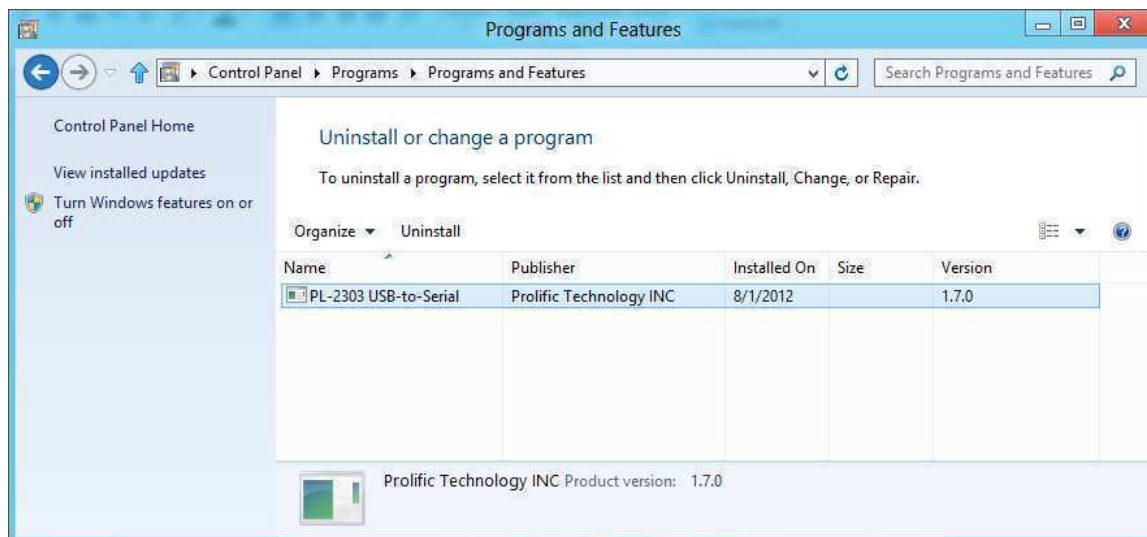 Programs and Features
Control Panel Programs Programs and Features
Search Programs and Features
Control Panel Home
View installed updates
Turn Windows features on or
off
Uninstall or change a program
To uninstall a program, select it from the list and then click Uninstall, Change, or Repair.
Organize Uninstall
Name Publisher Installed On Size Version
PL-2303 USB-to-Serial Prolific Technology INC 8/1/2012 1.7.0
Prolific Technology INC Product version: 1.7.0